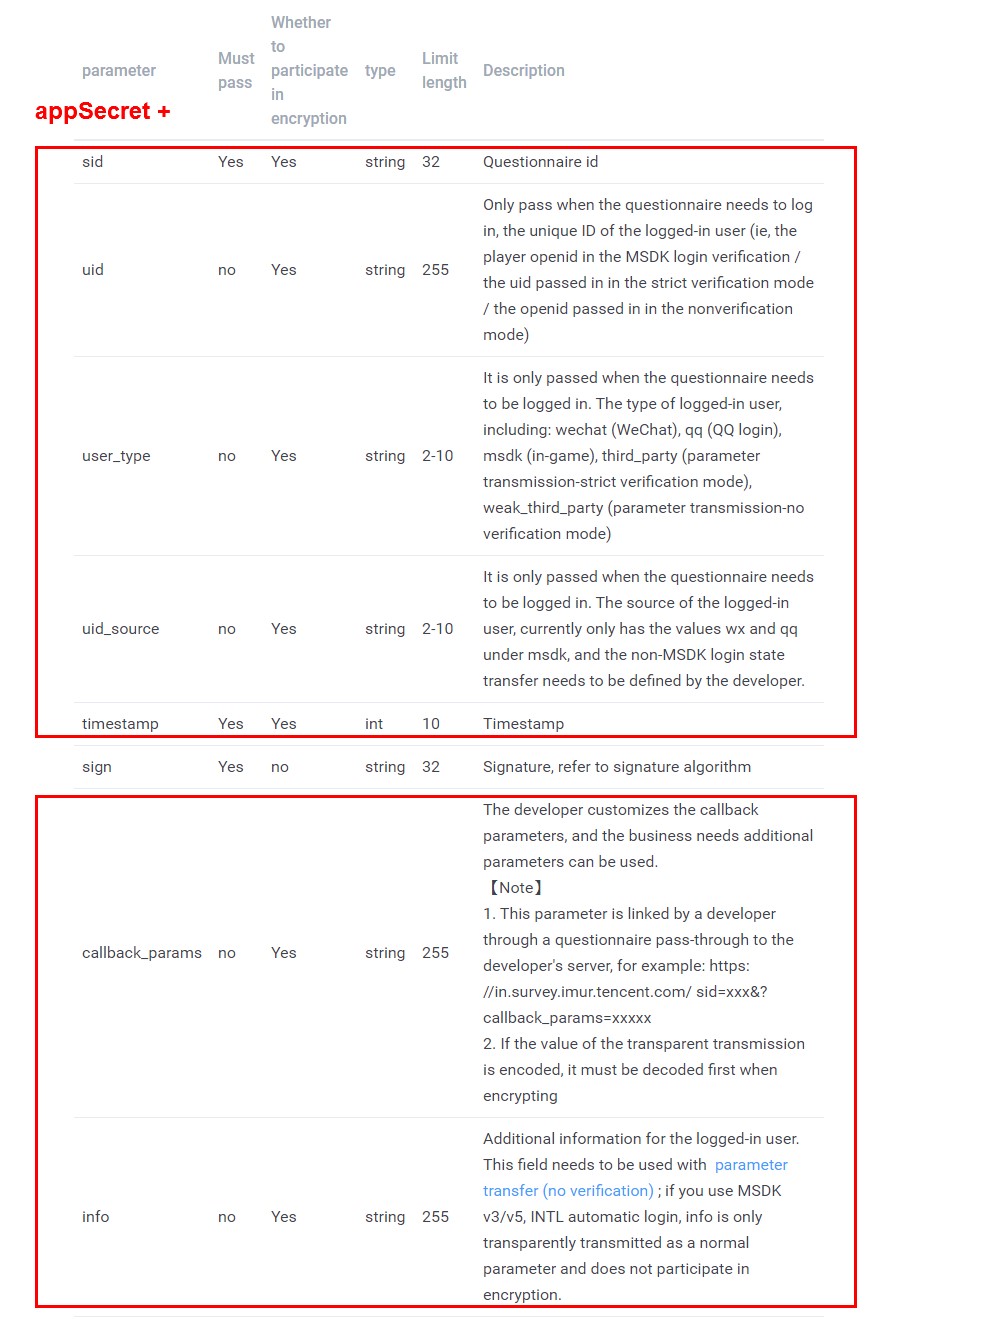 parameter
Must pass
Whether to participate in encryption
type
Limit length
Description
appSecret +
sid Yes Yes string 32 Questionnaire id
uid no Yes string 255
Only pass when the questionnaire needs to log
in, the unique ID of the logged-in user (ie, the
player openid in the MSDK login verification /
the uid passed in in the strict verification mode
/ the openid passed in in the nonverification
mode)
user_type no Yes string 2-10
It is only passed when the questionnaire needs
to be logged in. The type of logged-in user,
including: wechat (WeChat), qq (QQ login),
msdk (in-game), third_party (parameter
transmission-strict verification mode),
weak_third_party (parameter transmission-no
verification mode)
uid_source no Yes string 2-10
It is only passed when the questionnaire needs
to be logged in. The source of the logged-in
user, currently only has the values wx and qq
under msdk, and the non-MSDK login state
transfer needs to be defined by the developer.
timestamp Yes Yes int 10 Timestamp
sign Yes no string 32 Signature, refer to signature algorithm
callback_params no Yes string 255
The developer customizes the callback
parameters, and the business needs additional
parameters can be used.
【Note】
1. This parameter is linked by a developer
through a questionnaire pass-through to the
developer's server, for example: https:
//in.survey.imur.tencent.com/ sid=xxx&?
callback_params=xxxxx
2. If the value of the transparent transmission
is encoded, it must be decoded first when
encrypting
info no Yes string 255
Additional information for the logged-in user.
This field needs to be used with parameter
transfer (no verification) ; if you use MSDK
v3/v5, INTL automatic login, info is only
transparently transmitted as a normal
parameter and does not participate in
encryption.